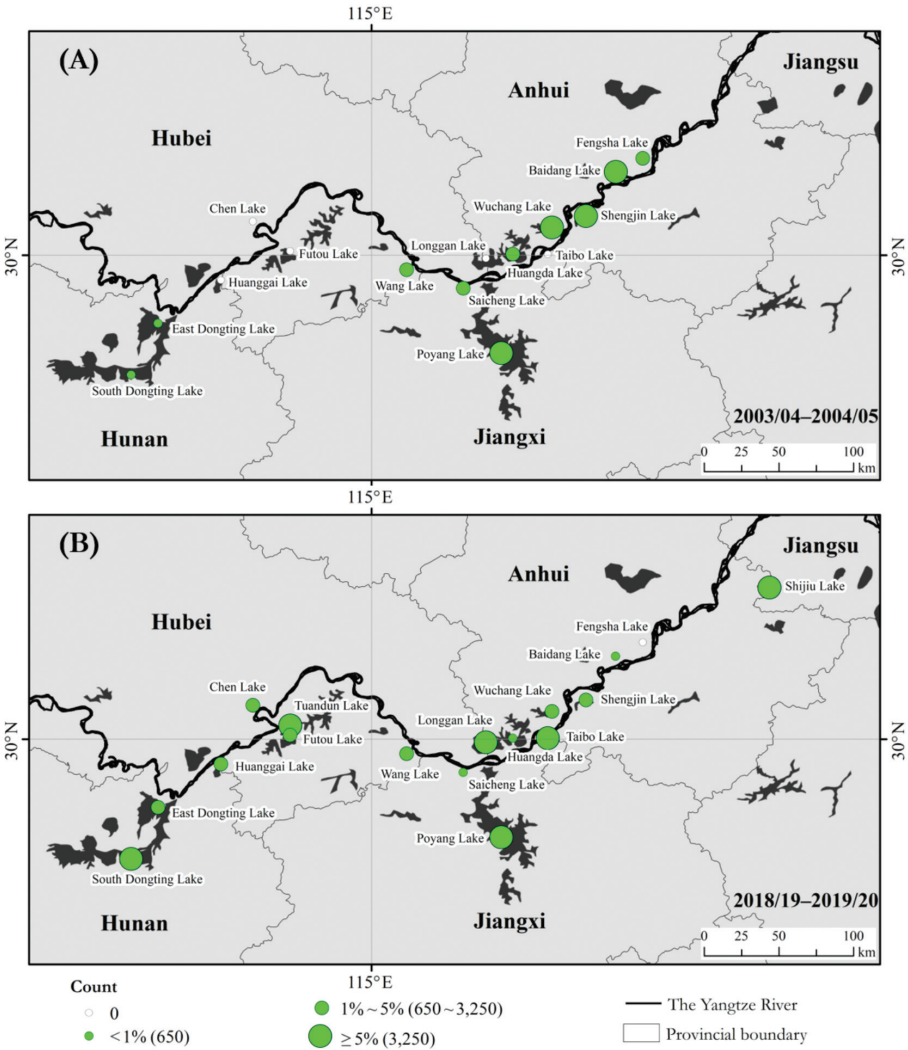 115°E
(A)
Jiangsu
Anhui
Hubei
Fengsha Lake
Baidang Lake
Chen Lake
Wuchang Lake
Shengjin Lake
30°N
Futou Lake
Longgan Lake
Taibo Lake
Huanggai Lake
Wang Lake
Huangda Lake
Saicheng Lake
East Dongting Lake
Poyang Lake
South Dongting Lake
Hunan
Jiangxi
2003/04–2004/05
0 25 50 100
km
115°E
(B)
Jiangsu
Anhui
Shijiu Lake
Hubei
Fengsha Lake
Baidang Lake
Chen Lake
Wuchang Lake
Tuandun Lake
Shengjin Lake
Longgan Lake
30°N
Futou Lake
Taibo Lake
Huanggai Lake
Wang Lake
Huangda Lake
Saicheng Lake
East Dongting Lake
Poyang Lake
South Dongting Lake
2018/19–2019/20
Hunan
Jiangxi
0 25 50 100
km
115°E
Count
0
<1% (650)
1% ~ 5% (650 ~ 3,250)
≥ 5% (3,250)
The Yangtze River
Provincial boundary